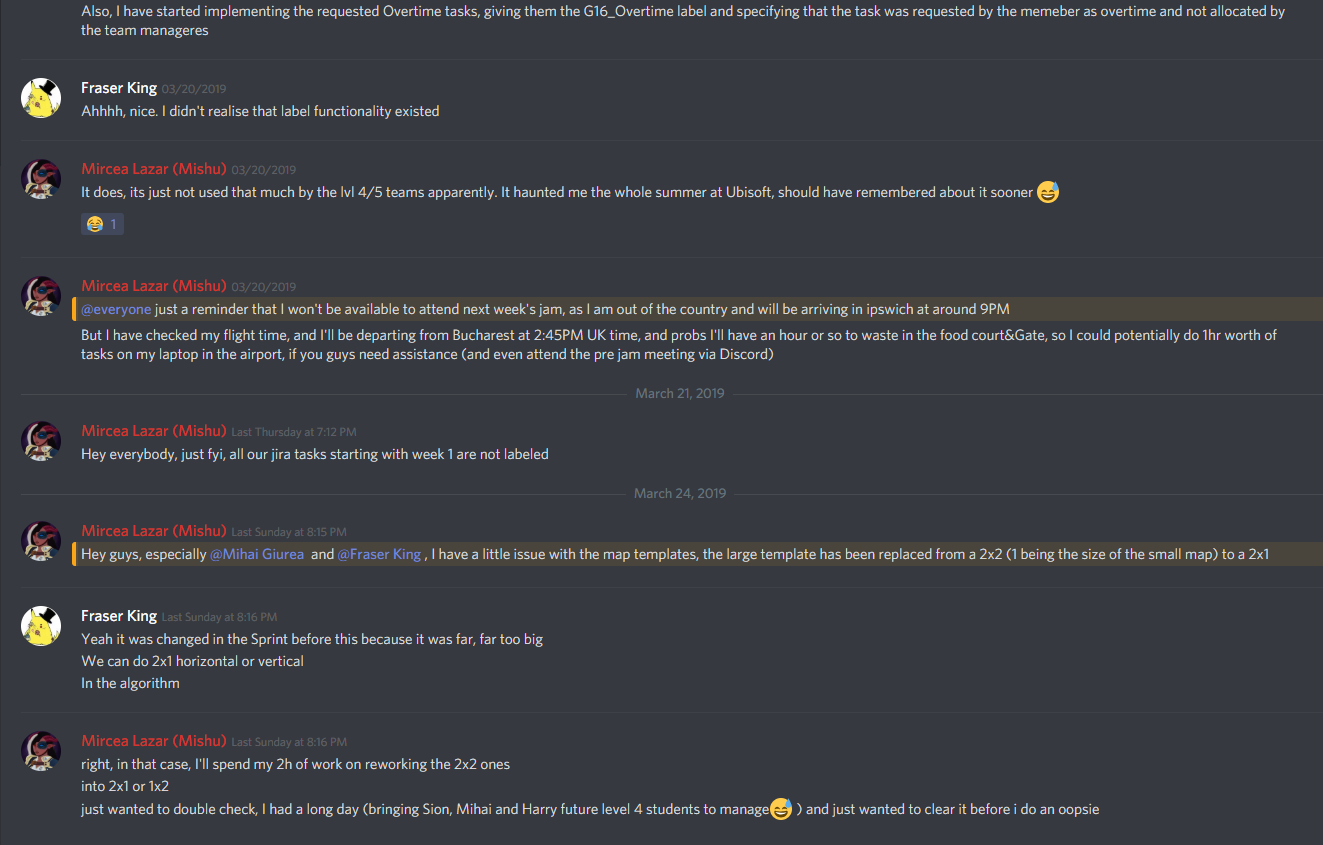 Also, I have started implementing the requested Overtime tasks, giving them the G16_Overtime label and specifying that the task was requested by the memeber as overtime and not allocated by
the team manageres
Fraser King 03/20/2019
Ahhhh, nice. I didn't realise that label functionality existed
Mircea Lazar (Mishu) 03/20/2019
It does, its just not used that much by the lvl 4/5 teams apparently. It haunted me the whole summer at Ubisoft, should have remembered about it sooner 😅
😂 1
Mircea Lazar (Mishu) 03/20/2019
@everyone just a reminder that I won't be available to attend next week's jam, as I am out of the country and will be arriving in ipswich at around 9PM
But I have checked my flight time, and I'll be departing from Bucharest at 2:45PM UK time, and probs I'll have an hour or so to waste in the food court&Gate, so I could potentially do 1hr worth of
tasks on my laptop in the airport, if you guys need assistance (and even attend the pre jam meeting via Discord)
March 21, 2019
Mircea Lazar (Mishu) Last Thursday at 7:12 PM
Hey everybody, just fyi, all our jira tasks starting with week 1 are not labeled
March 24, 2019
Mircea Lazar (Mishu) Last Sunday at 8:15 PM
Hey guys, especially @Mihai Giurea and @Fraser King , I have a little issue with the map templates, the large template has been replaced from a 2x2 (1 being the size of the small map) to a 2x1
Fraser King Last Sunday at 8:16 PM
Yeah it was changed in the Sprint before this because it was far, far too big
We can do 2x1 horizontal or vertical
In the algorithm
Mircea Lazar (Mishu) Last Sunday at 8:16 PM
right, in that case, I'll spend my 2h of work on reworking the 2x2 ones
into 2x1 or 1x2
just wanted to double check, I had a long day (bringing Sion, Mihai and Harry future level 4 students to manage😅 ) and just wanted to clear it before i do an oopsie